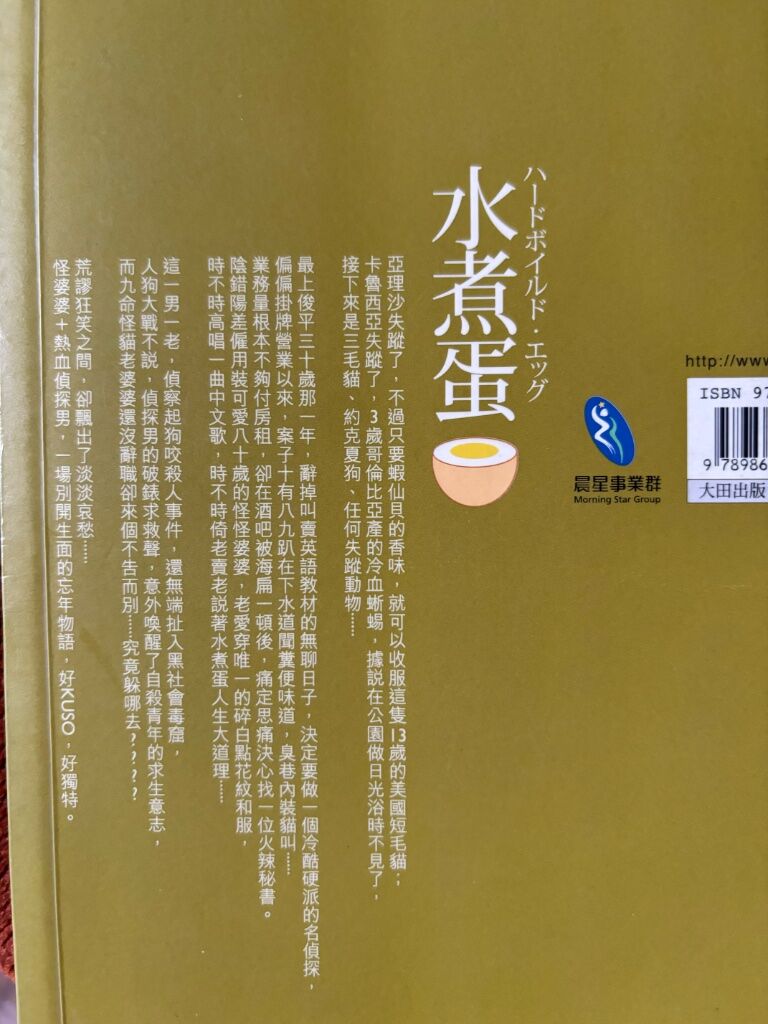 ハードボイルド・エッグ
水煮蛋
亞理沙失蹤了，不過只要蝦仙貝的香味，就可以收服這隻13歲的美國短毛貓；
卡魯西亞失蹤了，3歲哥倫比亞產的冷血蜥蜴，據說在公園做日光浴時不見了，
接下來是三毛貓、約克夏狗、任何失蹤動物……
最上俊平三十歲那一年，辭掉叫賣英語教材的無聊日子，決定要做一個冷酷硬派的名偵探，
偏偏掛牌營業以來，案子十有八九趴在下水道聞糞便味道，臭巷內裝貓叫……
業務量根本不夠付房租，卻在酒吧被海扁一頓後，痛定思痛決心找一位火辣秘書。
陰錯陽差僱用裝可愛八十歲的怪怪婆婆，老愛穿唯一的碎白點花紋和服，
時不時高唱一曲中文歌，時不時倚老賣老說著水煮蛋人生大道理……
這一男一老，偵察起狗咬殺人事件，還無端扯入黑社會毒窟，
人狗大戰不說，偵探男的破錶求救聲，意外喚醒了自殺青年的求生意志，
而九命怪貓老婆婆還沒辭職卻來個不告而別……究竟躲哪去？？？？
荒謬狂笑之間，卻飄出了淡淡哀愁……
怪婆婆＋熱血偵探男，一場別開生面的忘年物語，好KUSO，好獨特。
晨星事業群
Morning Star Group
http://www
ISBN 97
9 78986
大田出版